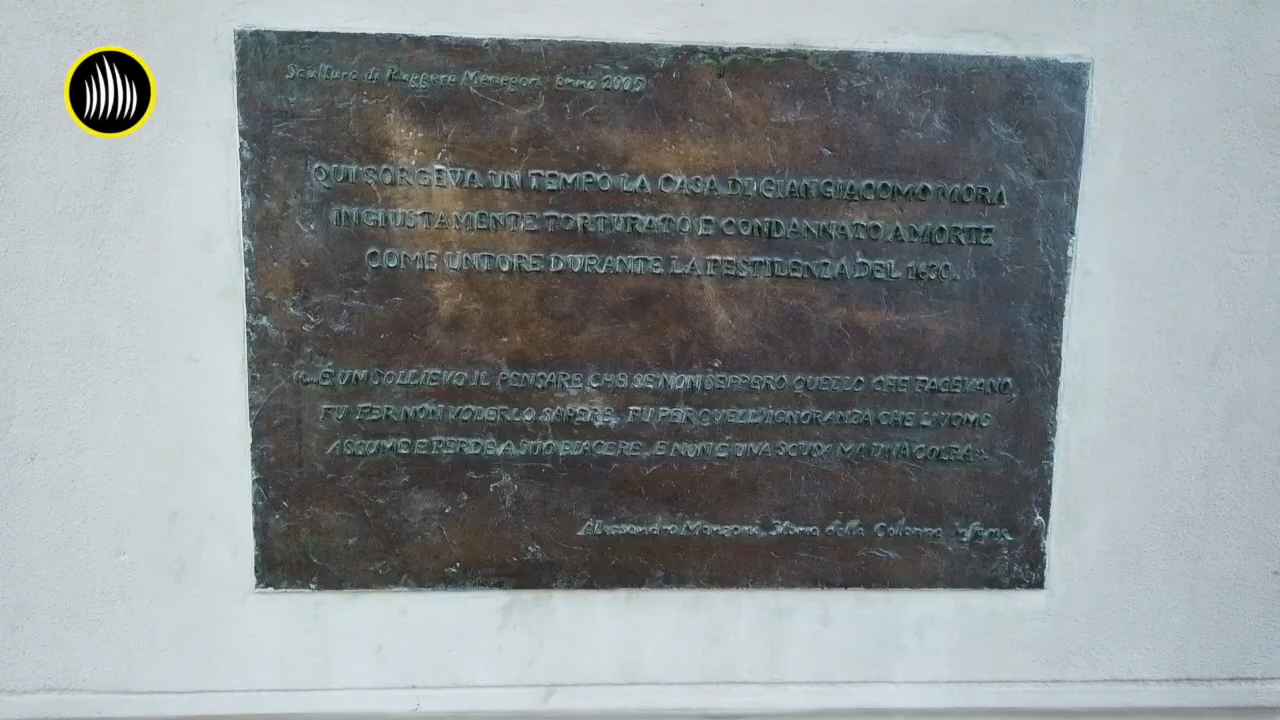 Scultura di Ruggero Menegon anno 2005
QUI SORGEVA UN TEMPO LA CASA DI GIANGIACOMO MORA
INGIUSTAMENTE TORTURATO E CONDANNATO A MORTE
COME UNTORE DURANTE LA PESTILENZA DEL 1630.
«...È UN SOLLIEVO IL PENSARE CHE SE NON SEPPERO QUELLO CHE FACEVANO,
FU PER NON VOLERLO SAPERE, FU PER QUELL'IGNORANZA CHE L'UOMO
ASSUME E PERDE A SUO PIACERE, E NON È UNA SCUSA MA UNA COLPA».
Alessandro Manzoni, Storia della Colonna infame